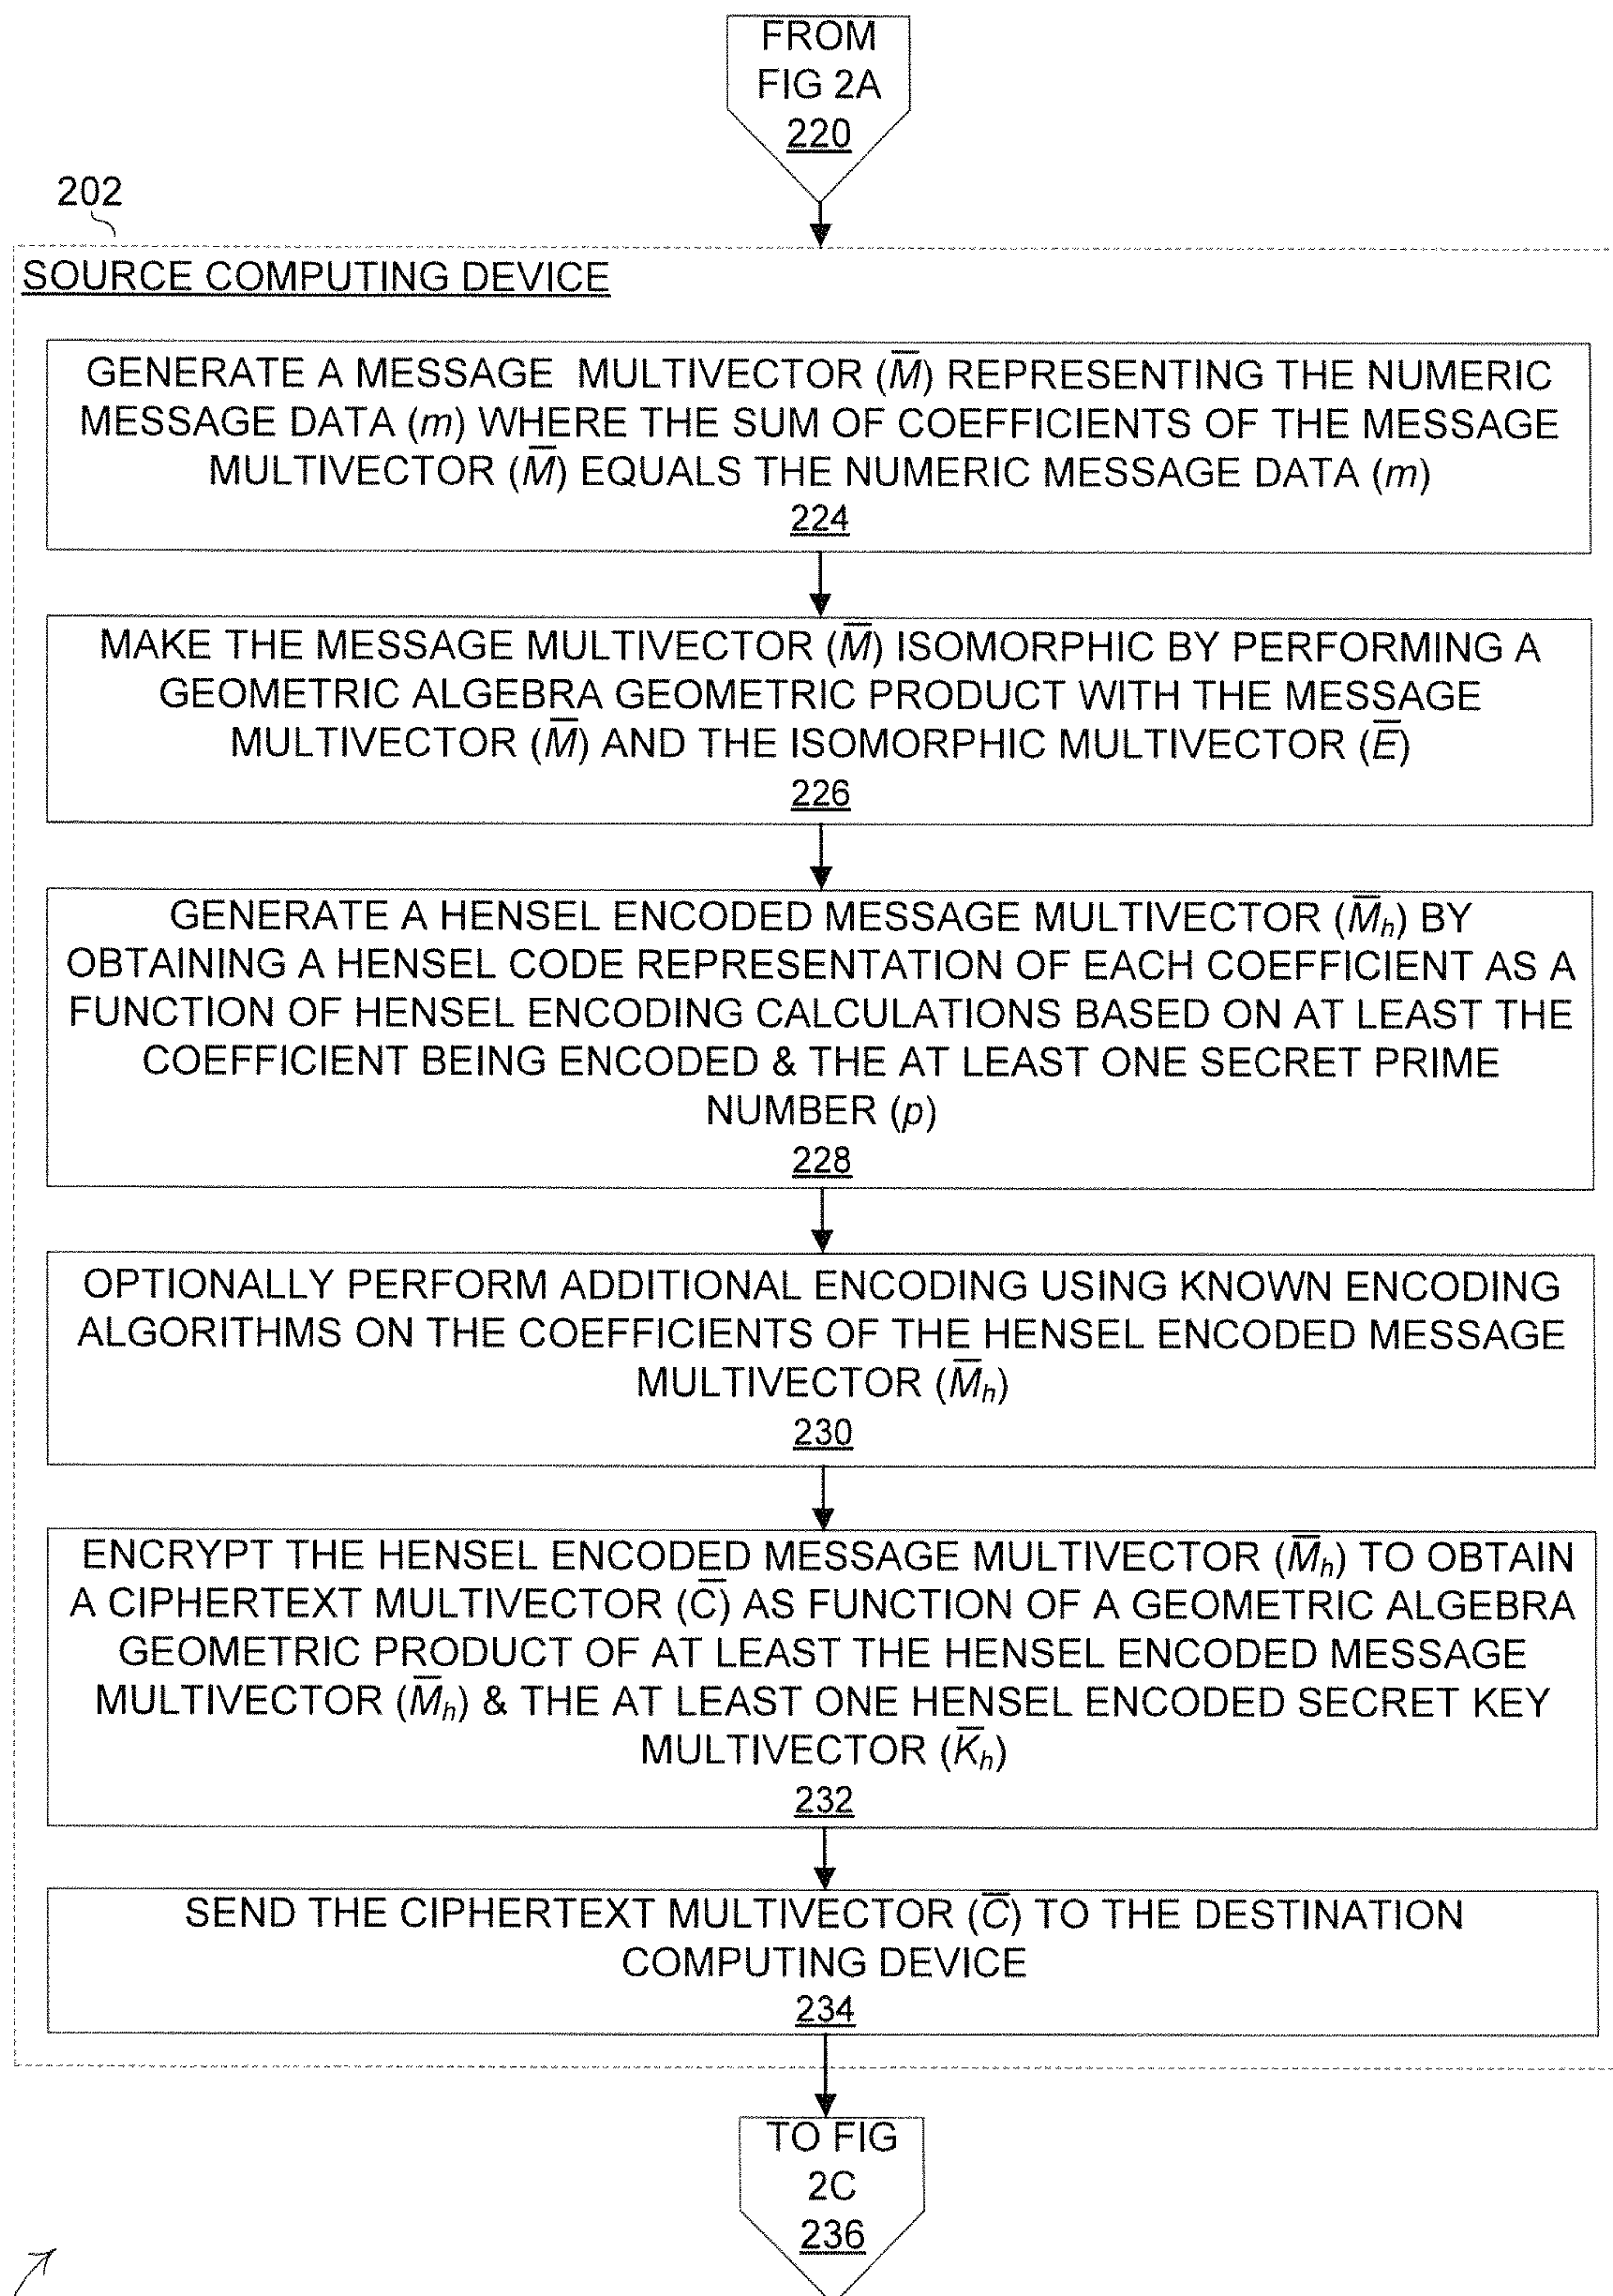 FROM
FIG 2A
220
202
SOURCE COMPUTING DEVICE
GENERATE A MESSAGE MULTIVECTOR (M̅) REPRESENTING THE NUMERIC
MESSAGE DATA (m) WHERE THE SUM OF COEFFICIENTS OF THE MESSAGE
MULTIVECTOR (M̅) EQUALS THE NUMERIC MESSAGE DATA (m)
224
MAKE THE MESSAGE MULTIVECTOR (M̅) ISOMORPHIC BY PERFORMING A
GEOMETRIC ALGEBRA GEOMETRIC PRODUCT WITH THE MESSAGE
MULTIVECTOR (M̅) AND THE ISOMORPHIC MULTIVECTOR (E̅)
226
GENERATE A HENSEL ENCODED MESSAGE MULTIVECTOR (M̅h) BY
OBTAINING A HENSEL CODE REPRESENTATION OF EACH COEFFICIENT AS A
FUNCTION OF HENSEL ENCODING CALCULATIONS BASED ON AT LEAST THE
COEFFICIENT BEING ENCODED & THE AT LEAST ONE SECRET PRIME
NUMBER (p)
228
OPTIONALLY PERFORM ADDITIONAL ENCODING USING KNOWN ENCODING
ALGORITHMS ON THE COEFFICIENTS OF THE HENSEL ENCODED MESSAGE
MULTIVECTOR (M̅h)
230
ENCRYPT THE HENSEL ENCODED MESSAGE MULTIVECTOR (M̅h) TO OBTAIN
A CIPHERTEXT MULTIVECTOR (C̅) AS FUNCTION OF A GEOMETRIC ALGEBRA
GEOMETRIC PRODUCT OF AT LEAST THE HENSEL ENCODED MESSAGE
MULTIVECTOR (M̅h) & THE AT LEAST ONE HENSEL ENCODED SECRET KEY
MULTIVECTOR (K̅h)
232
SEND THE CIPHERTEXT MULTIVECTOR (C̅) TO THE DESTINATION
COMPUTING DEVICE
234
TO FIG
2C
236